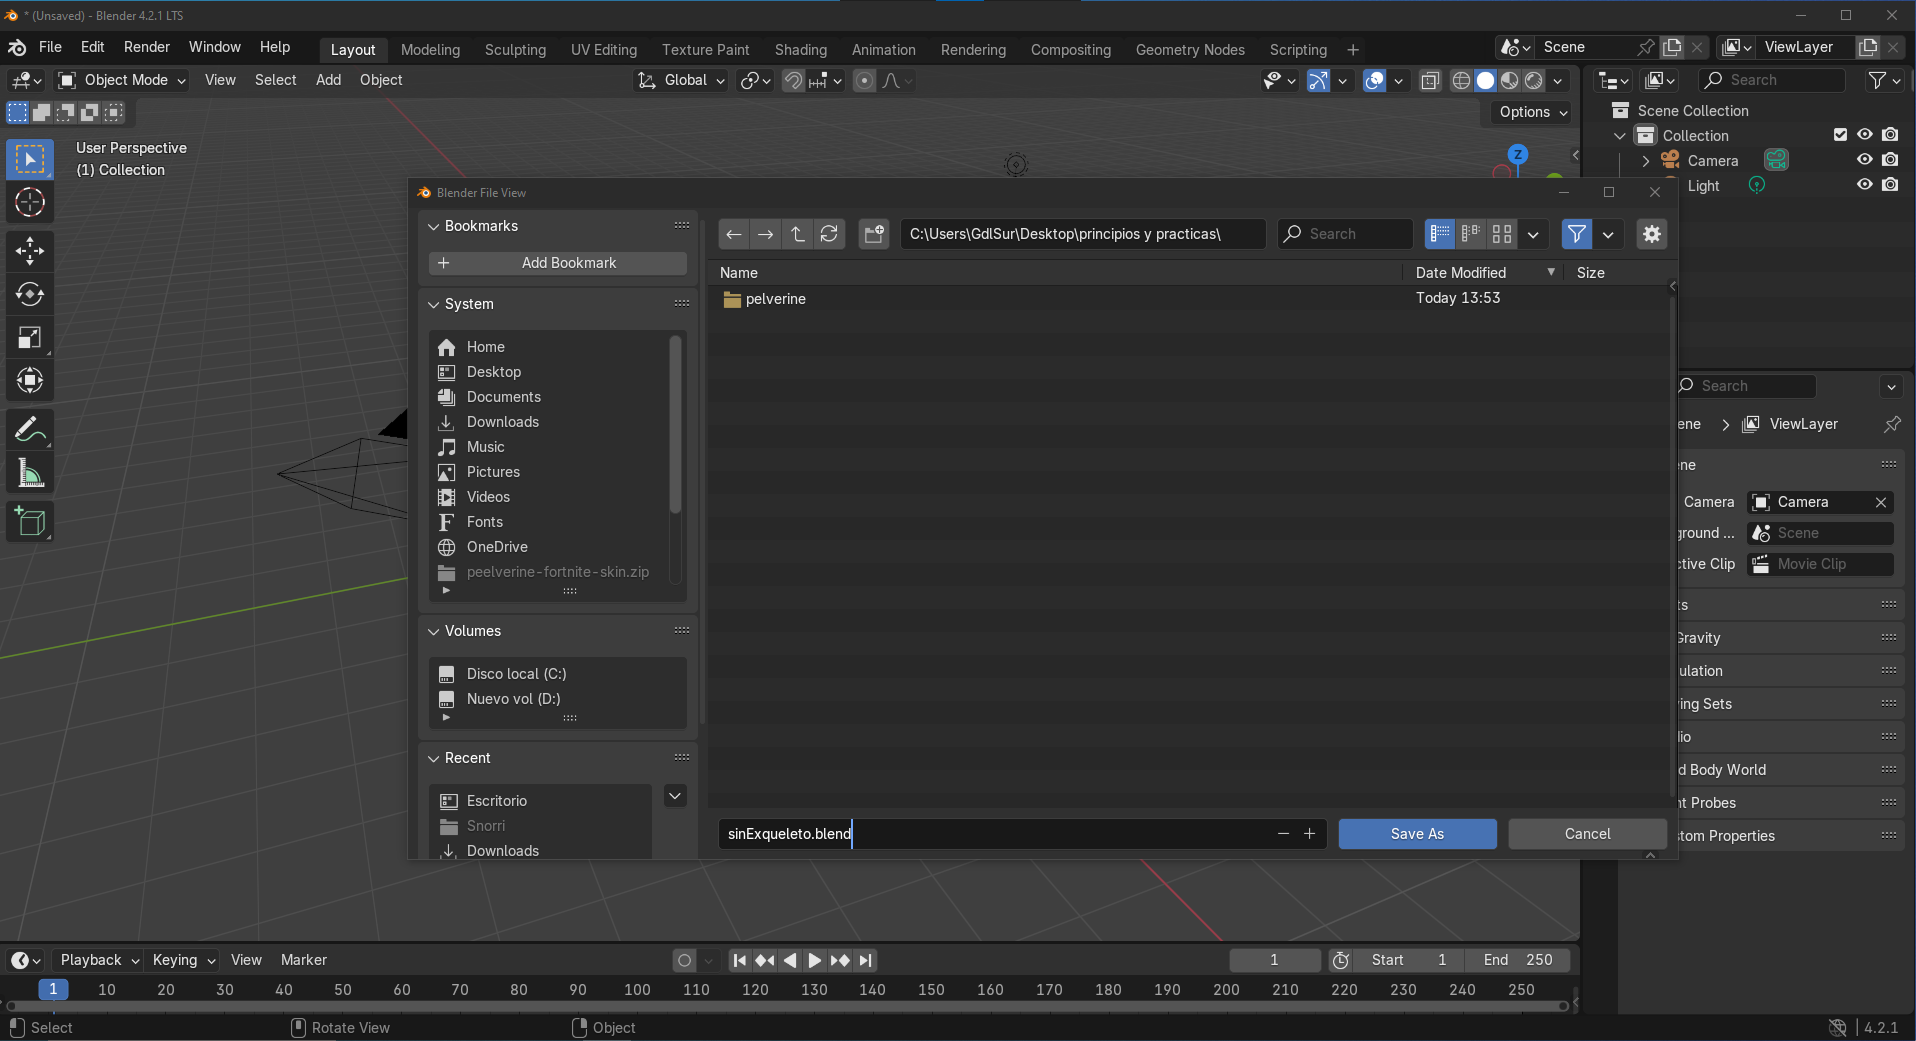 * (Unsaved) - Blender 4.2.1 LTS
File Edit Render Window Help Layout Modeling Sculpting UV Editing Texture Paint Shading Animation Rendering Compositing Geometry Nodes Scripting + Scene ViewLayer
Object Mode View Select Add Object Global Search
Options
User Perspective
(1) Collection
Z
Scene Collection
Collection
Camera
Light
Blender File View
Bookmarks
+ Add Bookmark
System
Home
Desktop
Documents
Downloads
Music
Pictures
Videos
Fonts
OneDrive
peelverine-fortnite-skin.zip
Volumes
Disco local (C:)
Nuevo vol (D:)
Recent
Escritorio
Snorri
Downloads
C:\Users\GdlSur\Desktop\principios y practicas\ Search
Name Date Modified Size
pelverine Today 13:53
sinExqueleto.blend Save As Cancel
Search
ene ViewLayer
ne
Camera Camera
ground ... Scene
ctive Clip Movie Clip
ts
Gravity
ulation
ing Sets
dio
d Body World
nt Probes
tom Properties
Playback Keying View Marker 1 Start 1 End 250
1 10 20 30 40 50 60 70 80 90 100 110 120 130 140 150 160 170 180 190 200 210 220 230 240 250
Select Rotate View Object 4.2.1